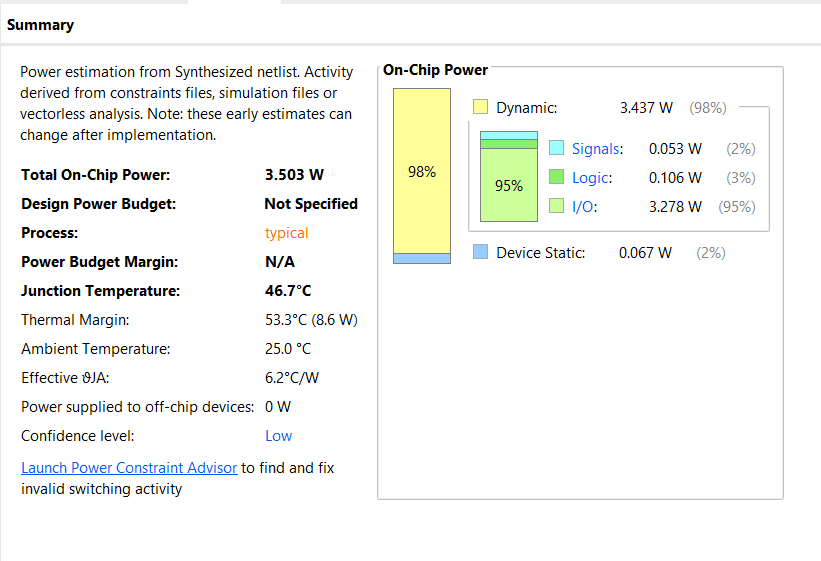 Summary
Power estimation from Synthesized netlist. Activity
derived from constraints files, simulation files or
vectorless analysis. Note: these early estimates can
change after implementation.
Total On-Chip Power: 3.503 W
Design Power Budget: Not Specified
Process: typical
Power Budget Margin: N/A
Junction Temperature: 46.7°C
Thermal Margin: 53.3°C (8.6 W)
Ambient Temperature: 25.0 °C
Effective ϑJA: 6.2°C/W
Power supplied to off-chip devices: 0 W
Confidence level: Low
Launch Power Constraint Advisor to find and fix
invalid switching activity
On-Chip Power
98%
Dynamic: 3.437 W (98%)
95%
Signals: 0.053 W (2%)
Logic: 0.106 W (3%)
I/O: 3.278 W (95%)
Device Static: 0.067 W (2%)